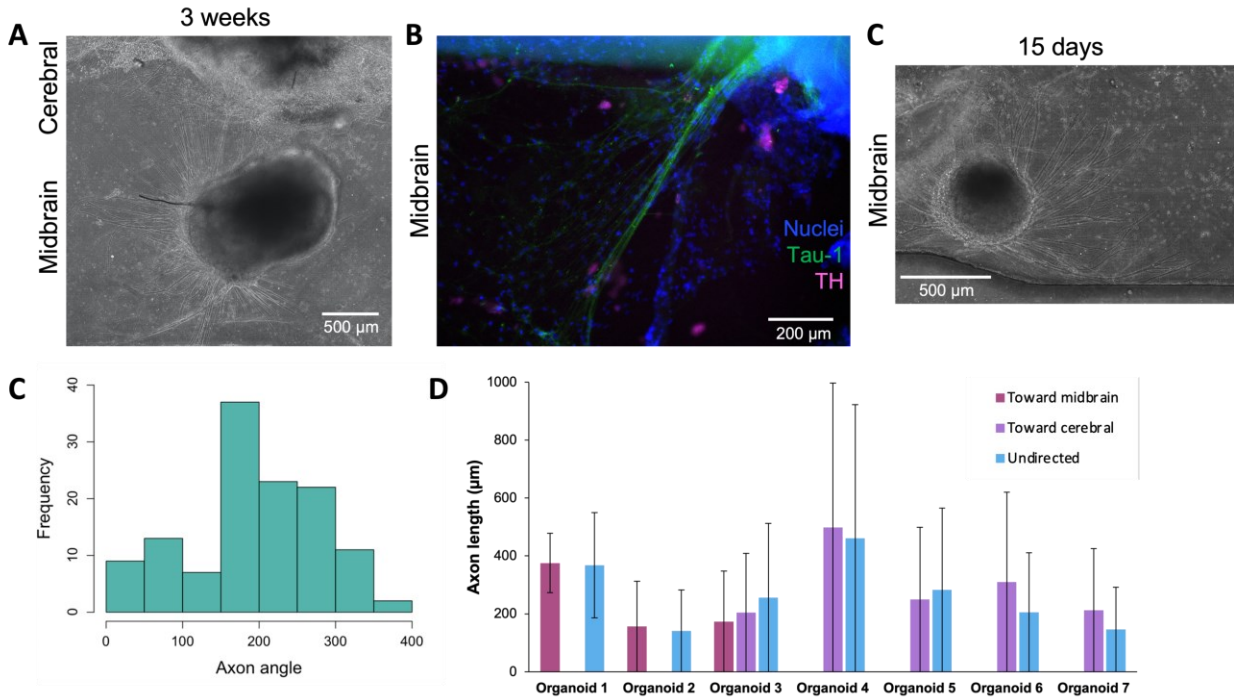 3 weeks
A
Cerebral
Midbrain
500 µm
B
Midbrain
Nuclei
Tau-1
TH
200 µm
C
15 days
Midbrain
500 µm
C
Frequency
40
30
20
10
0
0 100 200 300 400
Axon angle
D
Axon length (µm)
1000
800
600
400
200
0
Toward midbrain
Toward cerebral
Undirected
Organoid 1 Organoid 2 Organoid 3 Organoid 4 Organoid 5 Organoid 6 Organoid 7